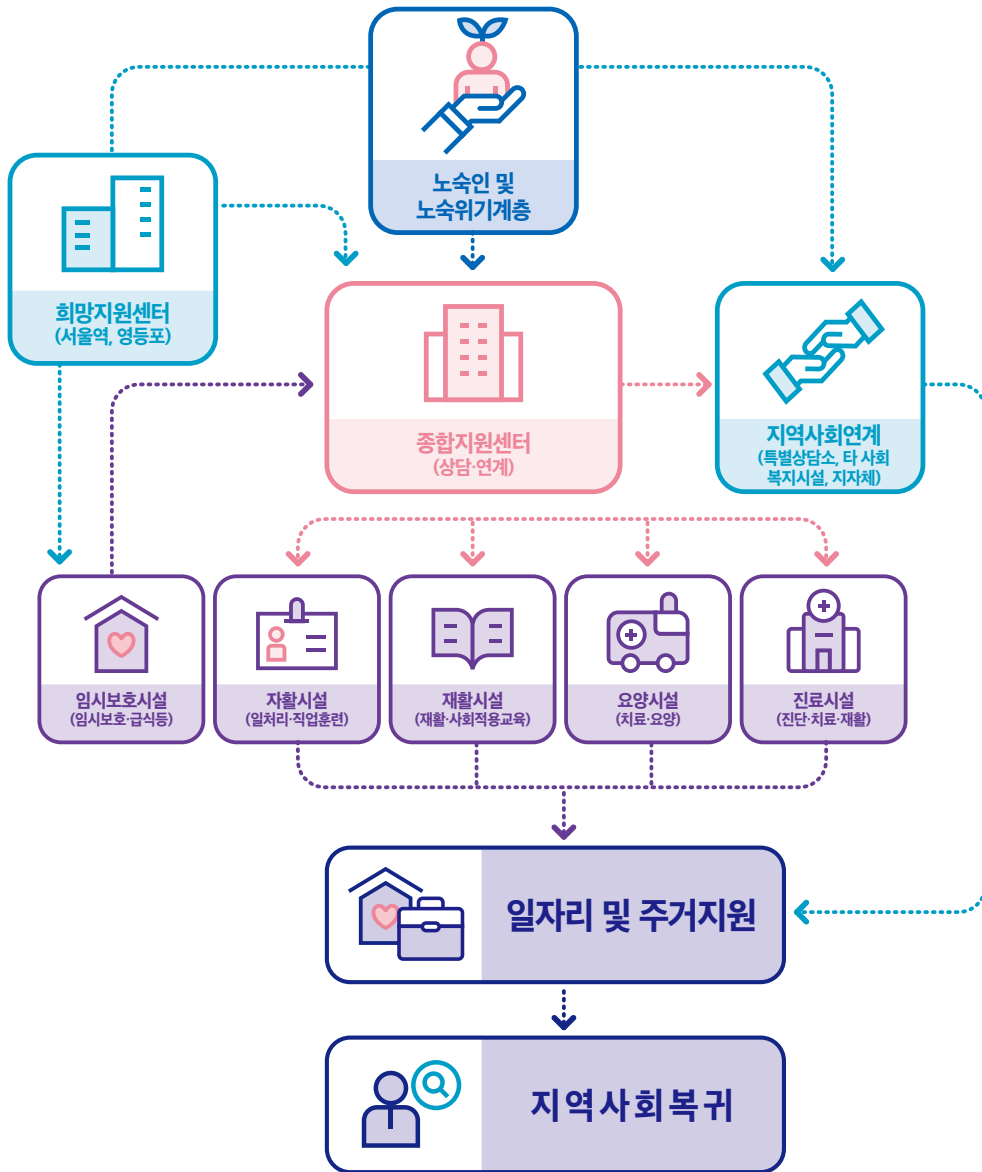 노숙인 및
노숙위기계층
희망지원센터
(서울역, 영등포)
종합지원센터
(상담·연계)
지역사회연계
(특별상담소, 타 사회
복지시설, 지자체)
임시보호시설
(임시보호·급식등)
자활시설
(일처리·직업훈련)
재활시설
(재활·사회적용교육)
요양시설
(치료·요양)
진료시설
(진단·치료·재활)
일자리 및 주거지원
지역사회복귀